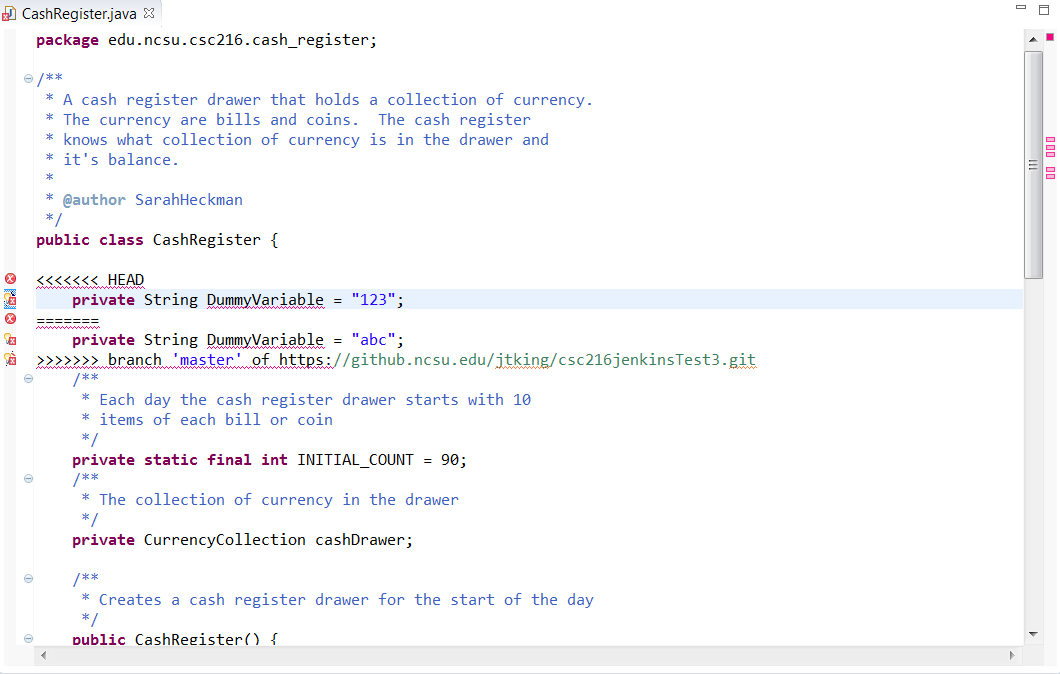 CashRegister.java
package edu.ncsu.csc216.cash_register;
/**
* A cash register drawer that holds a collection of currency.
* The currency are bills and coins.  The cash register
* knows what collection of currency is in the drawer and
* it's balance.
*
* @author SarahHeckman
*/
public class CashRegister {
<<<<<<< HEAD
private String DummyVariable = "123";
=======
private String DummyVariable = "abc";
>>>>>>> branch 'master' of https://github.ncsu.edu/jtking/csc216jenkinsTest3.git
/**
* Each day the cash register drawer starts with 10
* items of each bill or coin
*/
private static final int INITIAL_COUNT = 90;
/**
* The collection of currency in the drawer
*/
private CurrencyCollection cashDrawer;
/**
* Creates a cash register drawer for the start of the day
*/
public CashRegister() {